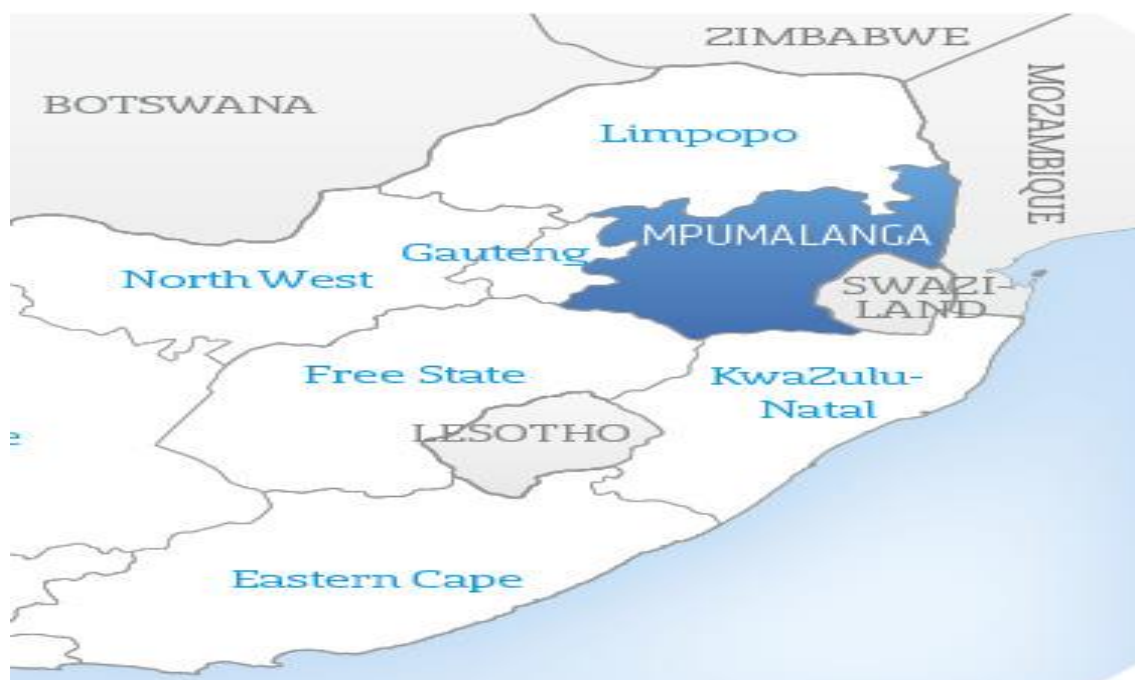 ZIMBABWE
BOTSWANA
MOZAMBIQUE
Limpopo
MPUMALANGA
Gauteng
North West
SWAZI-
LAND
Free State
KwaZulu-
Natal
LESOTHO
e
Eastern Cape